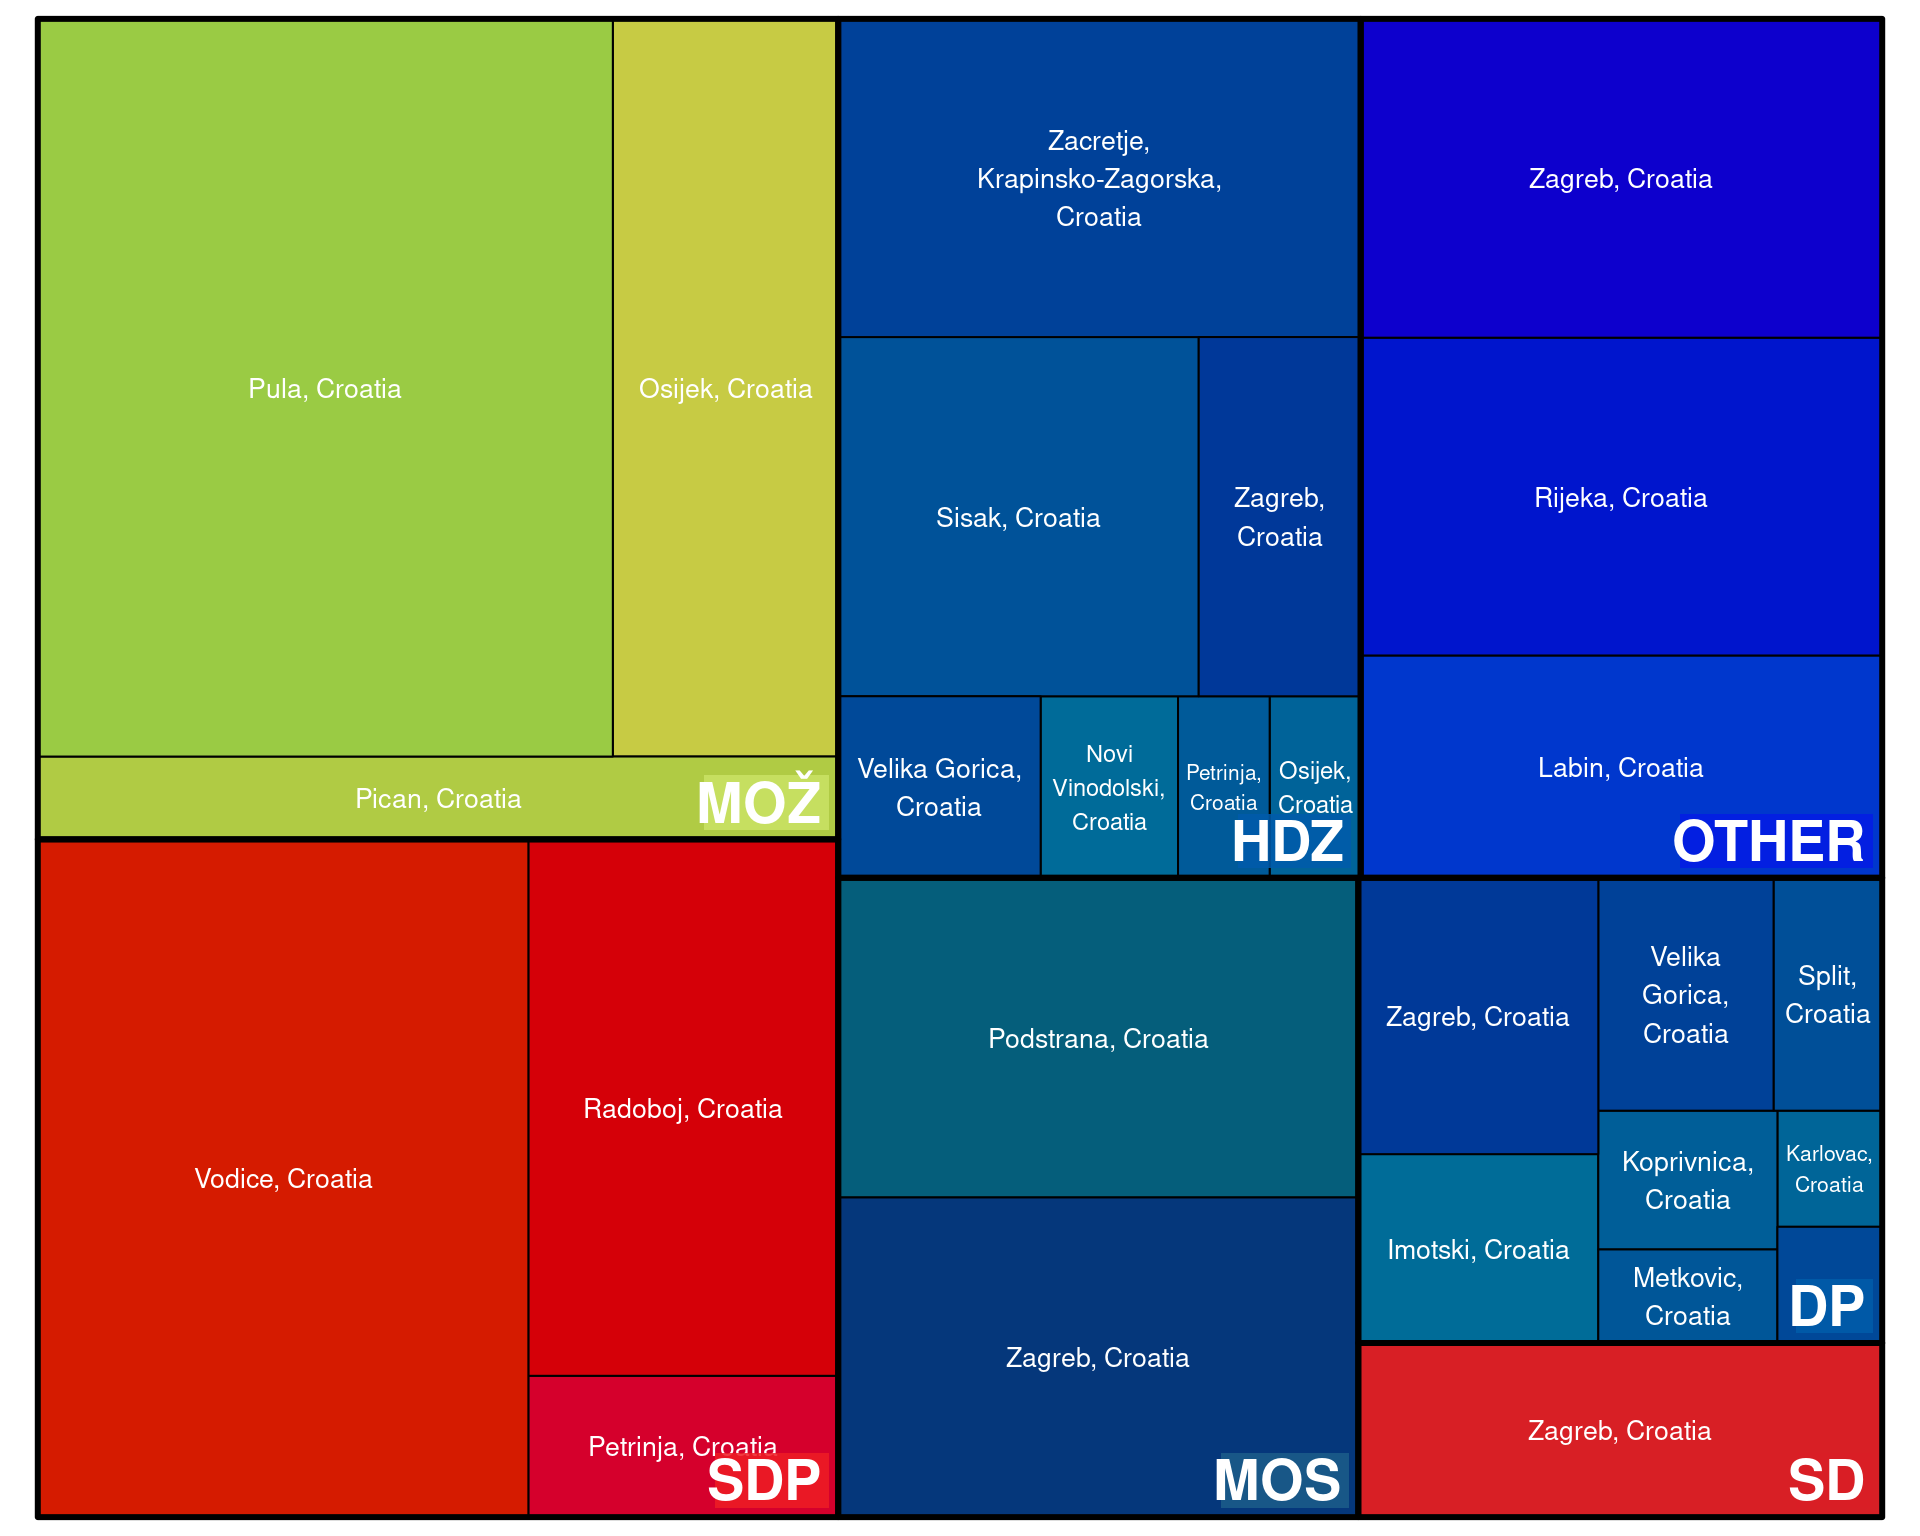 Pula, Croatia
Osijek, Croatia
Pican, Croatia
MOŽ
Vodice, Croatia
Radoboj, Croatia
Petrinja, Croatia
SDP
Zacretje,
Krapinsko-Zagorska,
Croatia
Sisak, Croatia
Zagreb,
Croatia
Velika Gorica,
Croatia
Novi
Vinodolski,
Croatia
Petrinja,
Croatia
Osijek,
Croatia
HDZ
Podstrana, Croatia
Zagreb, Croatia
MOS
Zagreb, Croatia
Rijeka, Croatia
Labin, Croatia
OTHER
Zagreb, Croatia
Velika
Gorica,
Croatia
Split,
Croatia
Imotski, Croatia
Koprivnica,
Croatia
Karlovac,
Croatia
Metkovic,
Croatia
DP
Zagreb, Croatia
SD